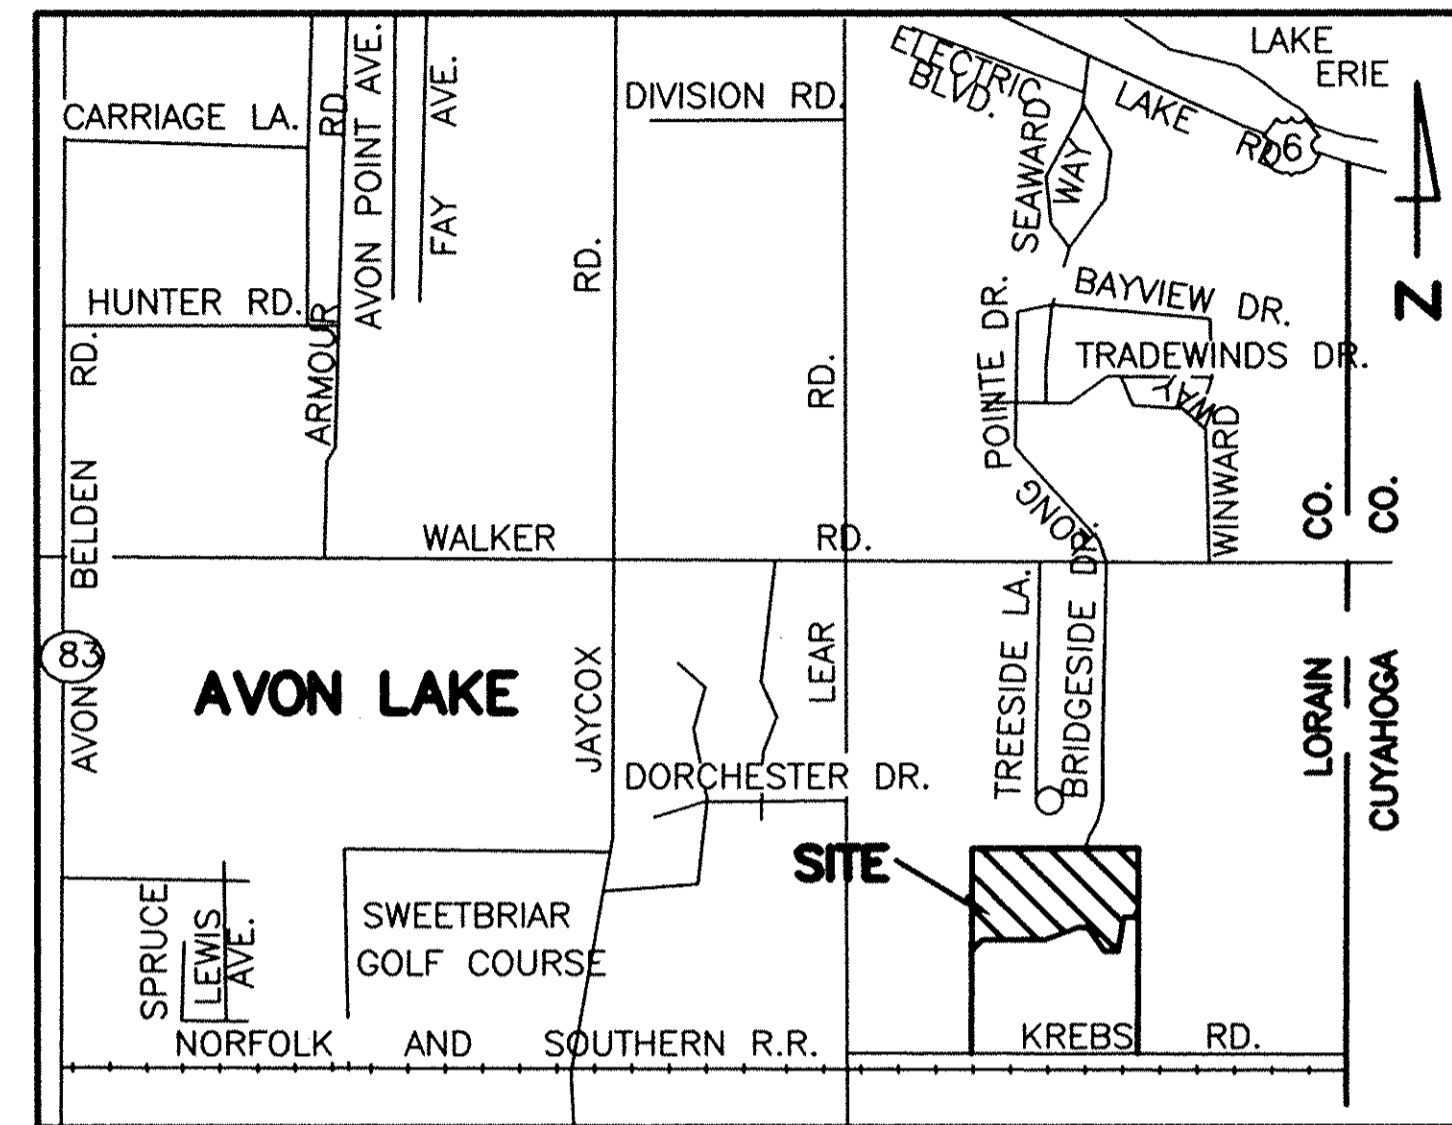 LAKE
ERIE
ELECTRIC
BLVD.
LAKE
RD
6
CARRIAGE LA.
RD
AVON POINT AVE.
FAY AVE.
DIVISION RD.
SEAWARD
WAY
N
HUNTER RD.
ARMOUR
RD.
RD.
RD.
POINTE DR.
LONG
BAYVIEW DR.
TRADEWINDS DR.
WAY
WINWARD
CO.
CO.
WALKER RD.
AVON BELDEN
83
AVON LAKE
JAYCOX
LEAR
TREESIDE LA.
BRIDGESIDE DR.
LORAIN
CUYAHOGA
DORCHESTER DR.
SITE
SPRUCE
LEWIS
AVE.
SWEETBRIAR
GOLF COURSE
NORFOLK AND SOUTHERN R.R.
KREBS RD.